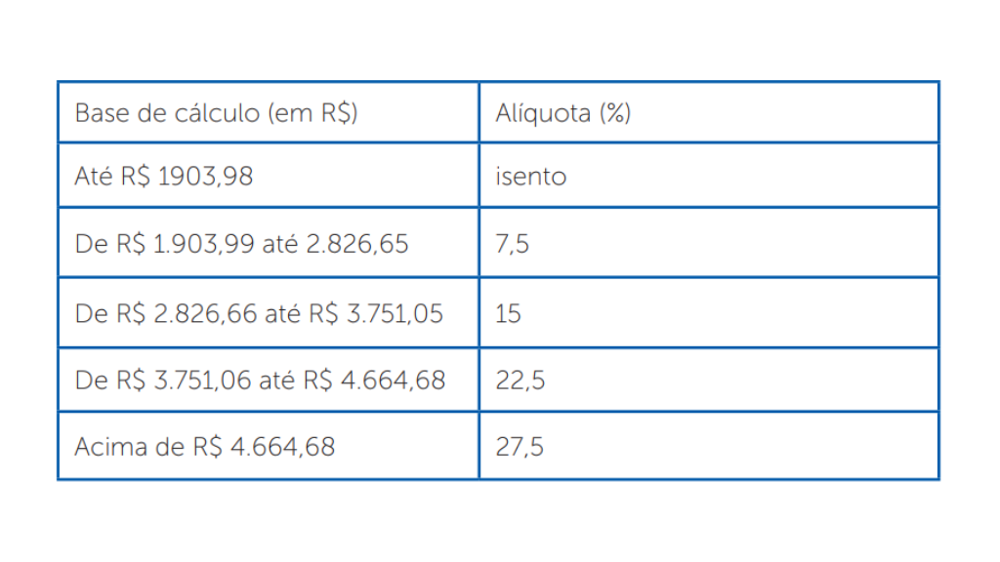 Base de cálculo (em R$) Alíquota (%)
Até R$ 1903,98 isento
De R$ 1.903,99 até 2.826,65 7,5
De R$ 2.826,66 até R$ 3.751,05 15
De R$ 3.751,06 até R$ 4.664,68 22,5
Acima de R$ 4.664,68 27,5